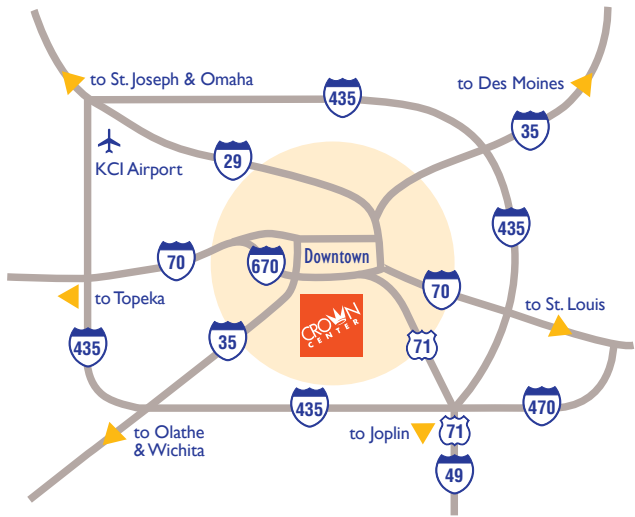 to St. Joseph & Omaha
435
to Des Moines
35
KCI Airport
29
435
70
670
Downtown
70
to Topeka
to St. Louis
CROWN
CENTER
435
35
71
435
470
to Olathe
& Wichita
to Joplin
71
49